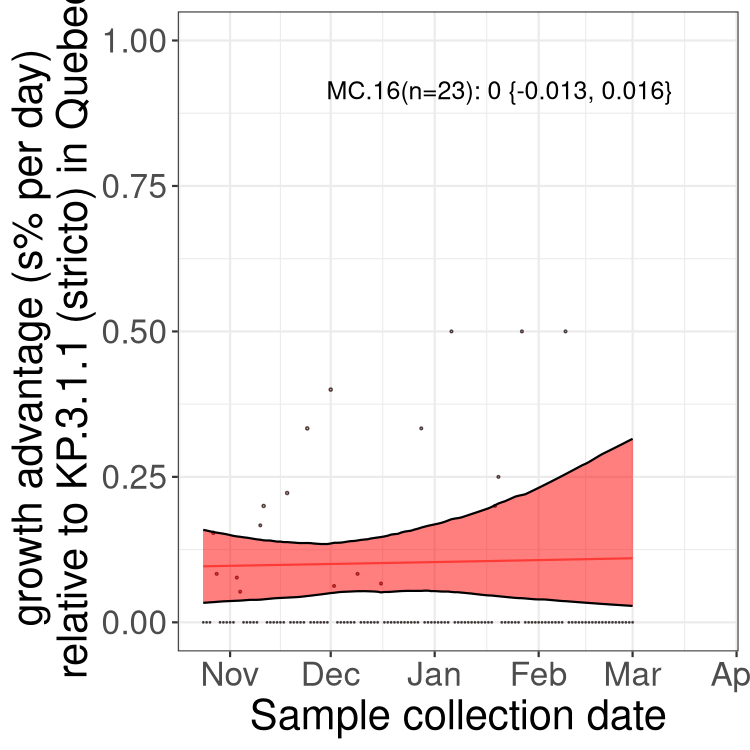 growth advantage (s% per day)
relative to KP.3.1.1 (stricto) in Quebec
1.00
MC.16(n=23): 0 {-0.013, 0.016}
0.75
0.50
0.25
0.00
Nov Dec Jan Feb Mar Ap
Sample collection date